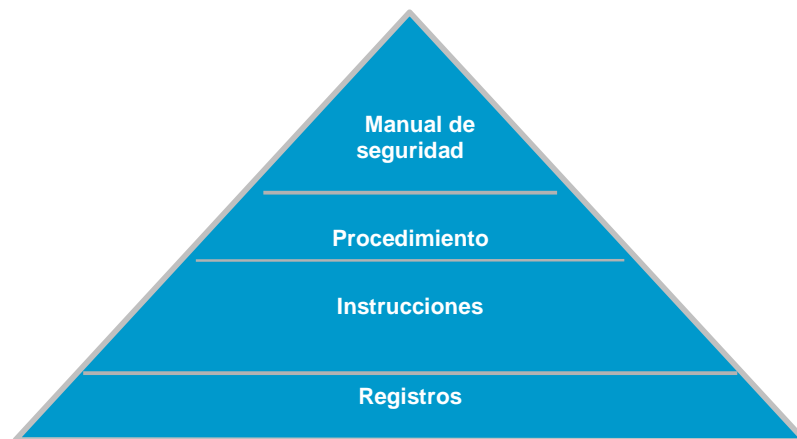 Manual de
seguridad
Procedimiento
Instrucciones
Registros